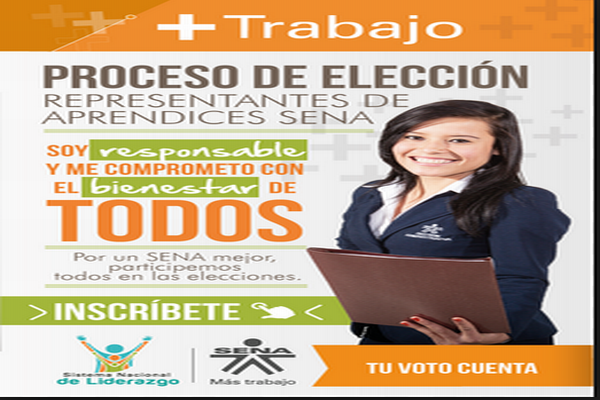 + Trabajo
PROCESO DE ELECCIÓN
REPRESENTANTES DE
APRENDICES SENA
SOY responsable
Y ME COMPROMETO CON
EL bienestar DE
TODOS
Por un SENA mejor,
participemos
todos en las elecciones.
> INSCRÍBETE <
Sistema Nacional
de Liderazgo
SENA
Más trabajo
TU VOTO CUENTA